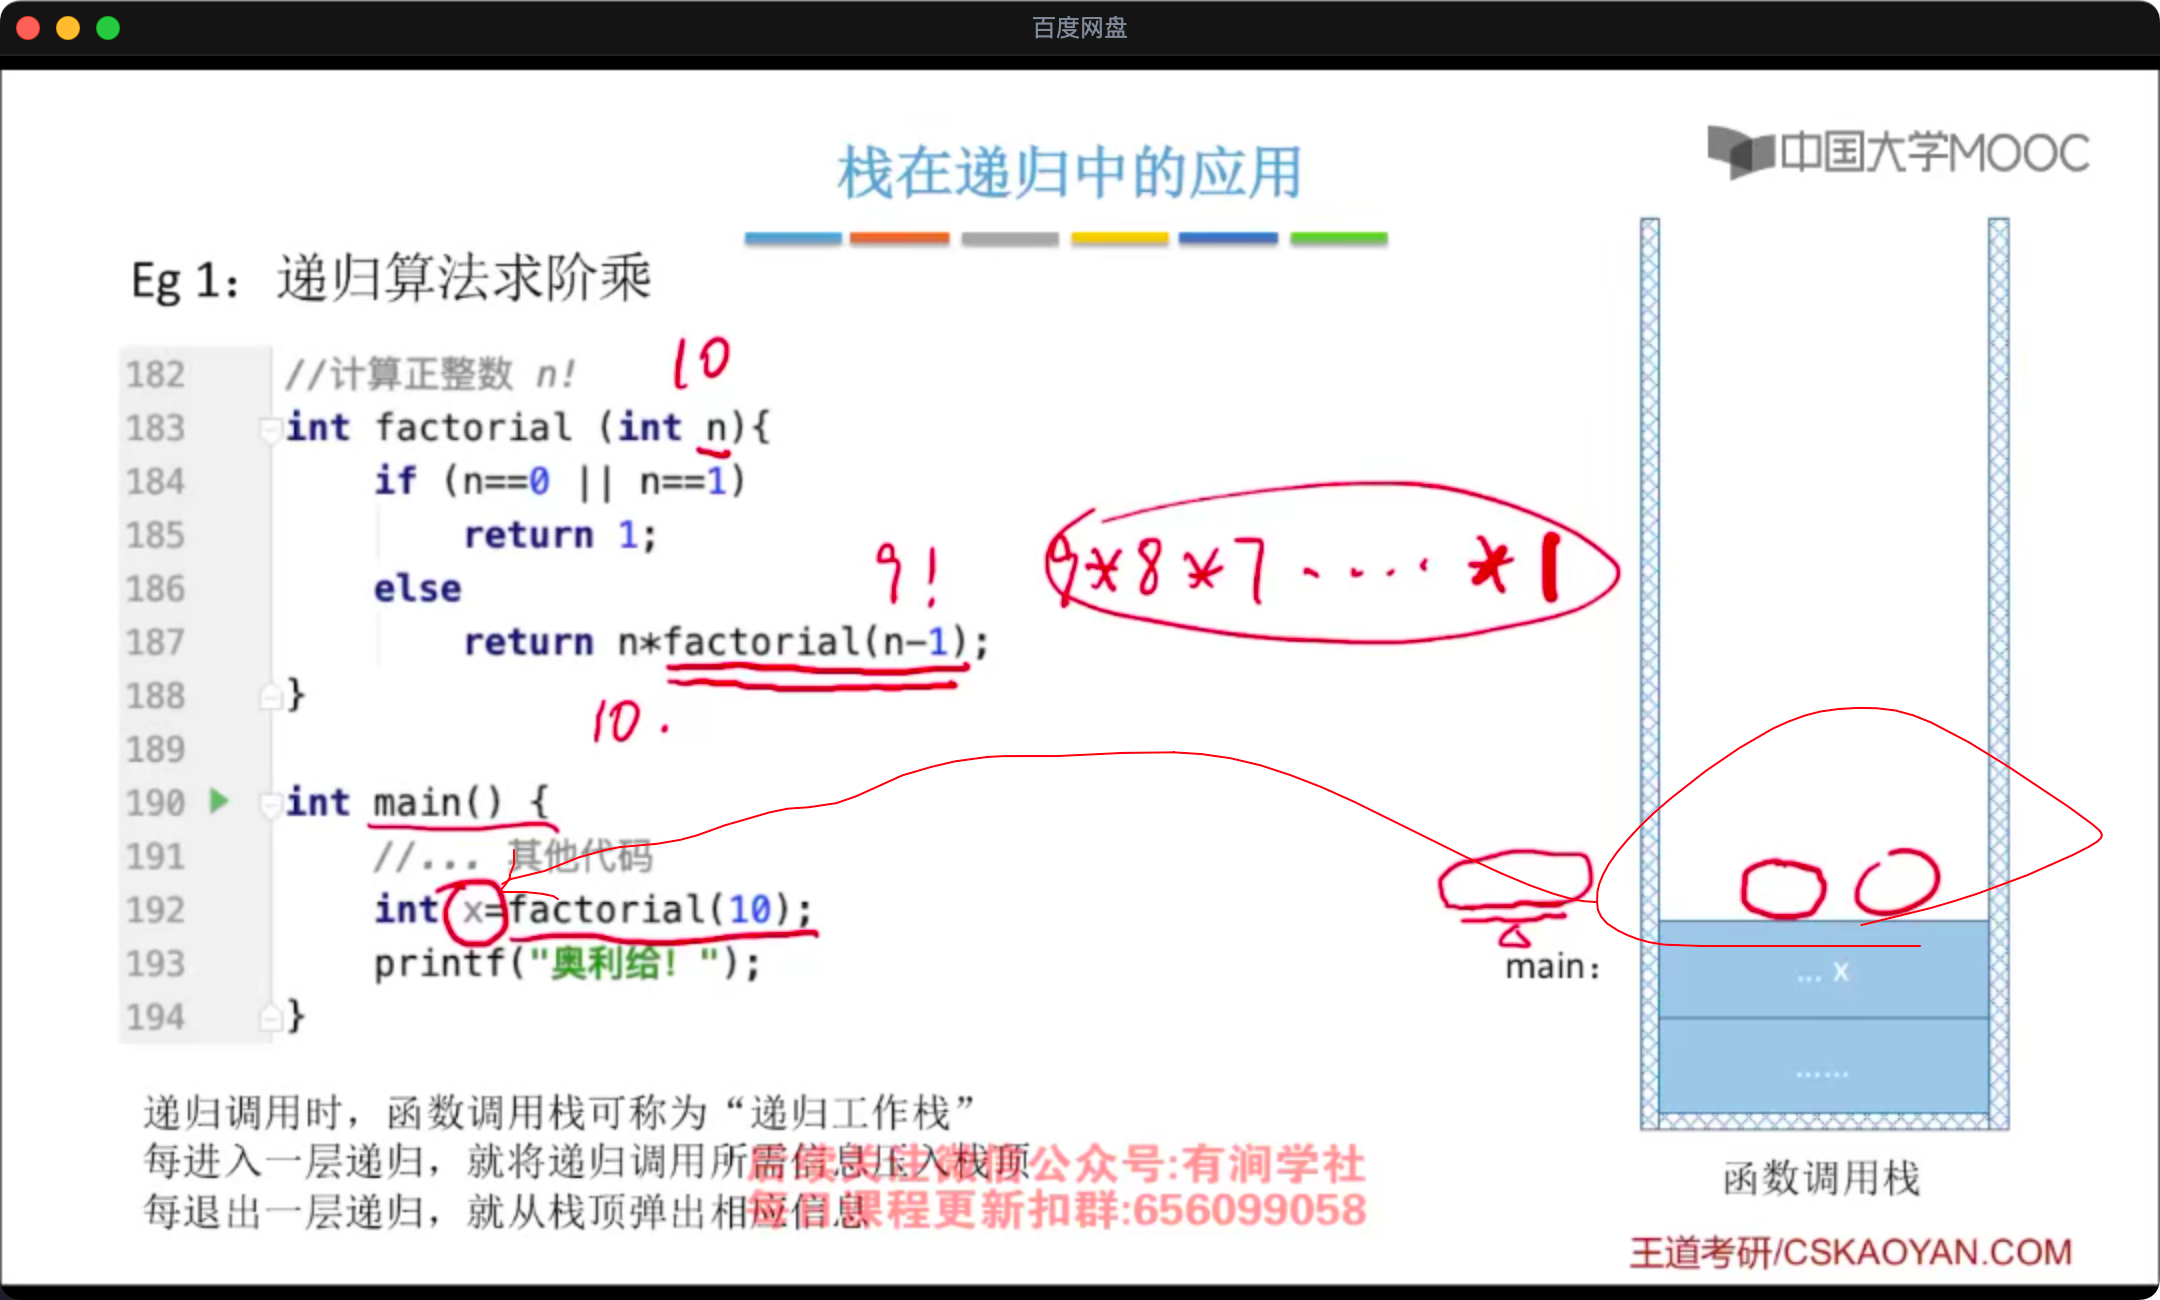 百度网盘
中国大学MOOC
栈在递归中的应用
Eg 1：递归算法求阶乘
10
182 //计算正整数 n!
183 int factorial (int n){
184 if (n==0 || n==1)
185 return 1;
186 else
9! 9*8*7....*1
187 return n*factorial(n-1);
188 }
10.
189
190 int main() {
191 //... 其他代码
192 int x=factorial(10);
193 printf("奥利给！");
194 }
main：
... x
......
函数调用栈
递归调用时，函数调用栈可称为“递归工作栈”
每进入一层递归，就将递归调用所需信息压入栈顶
每退出一层递归，就从栈顶弹出相应信息
后续关注微信公众号:有涧学社
每日课程更新扣群:656099058
王道考研/CSKAOYAN.COM